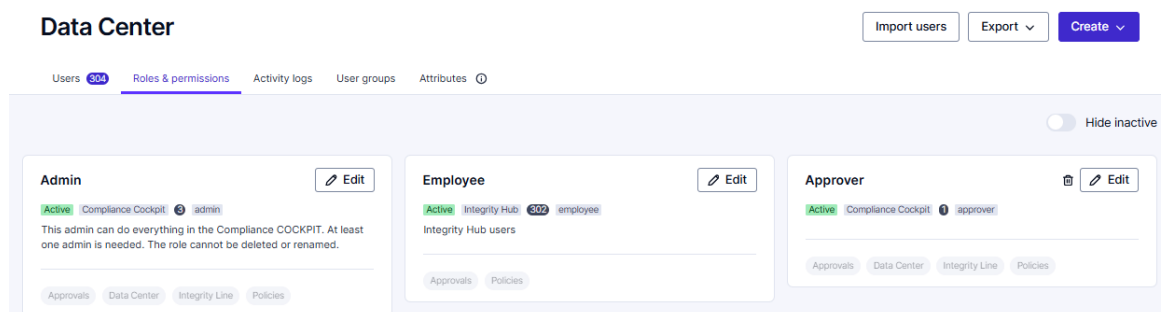 Data Center
Import users
Export
Create
Users 304
Roles & permissions
Activity logs
User groups
Attributes
Hide inactive
Admin
Edit
Active Compliance Cockpit 3 admin
This admin can do everything in the Compliance COCKPIT. At least
one admin is needed. The role cannot be deleted or renamed.
Approvals Data Center Integrity Line Policies
Employee
Edit
Active Integrity Hub 302 employee
Integrity Hub users
Approvals Policies
Approver
Edit
Active Compliance Cockpit 1 approver
Approvals Data Center Integrity Line Policies